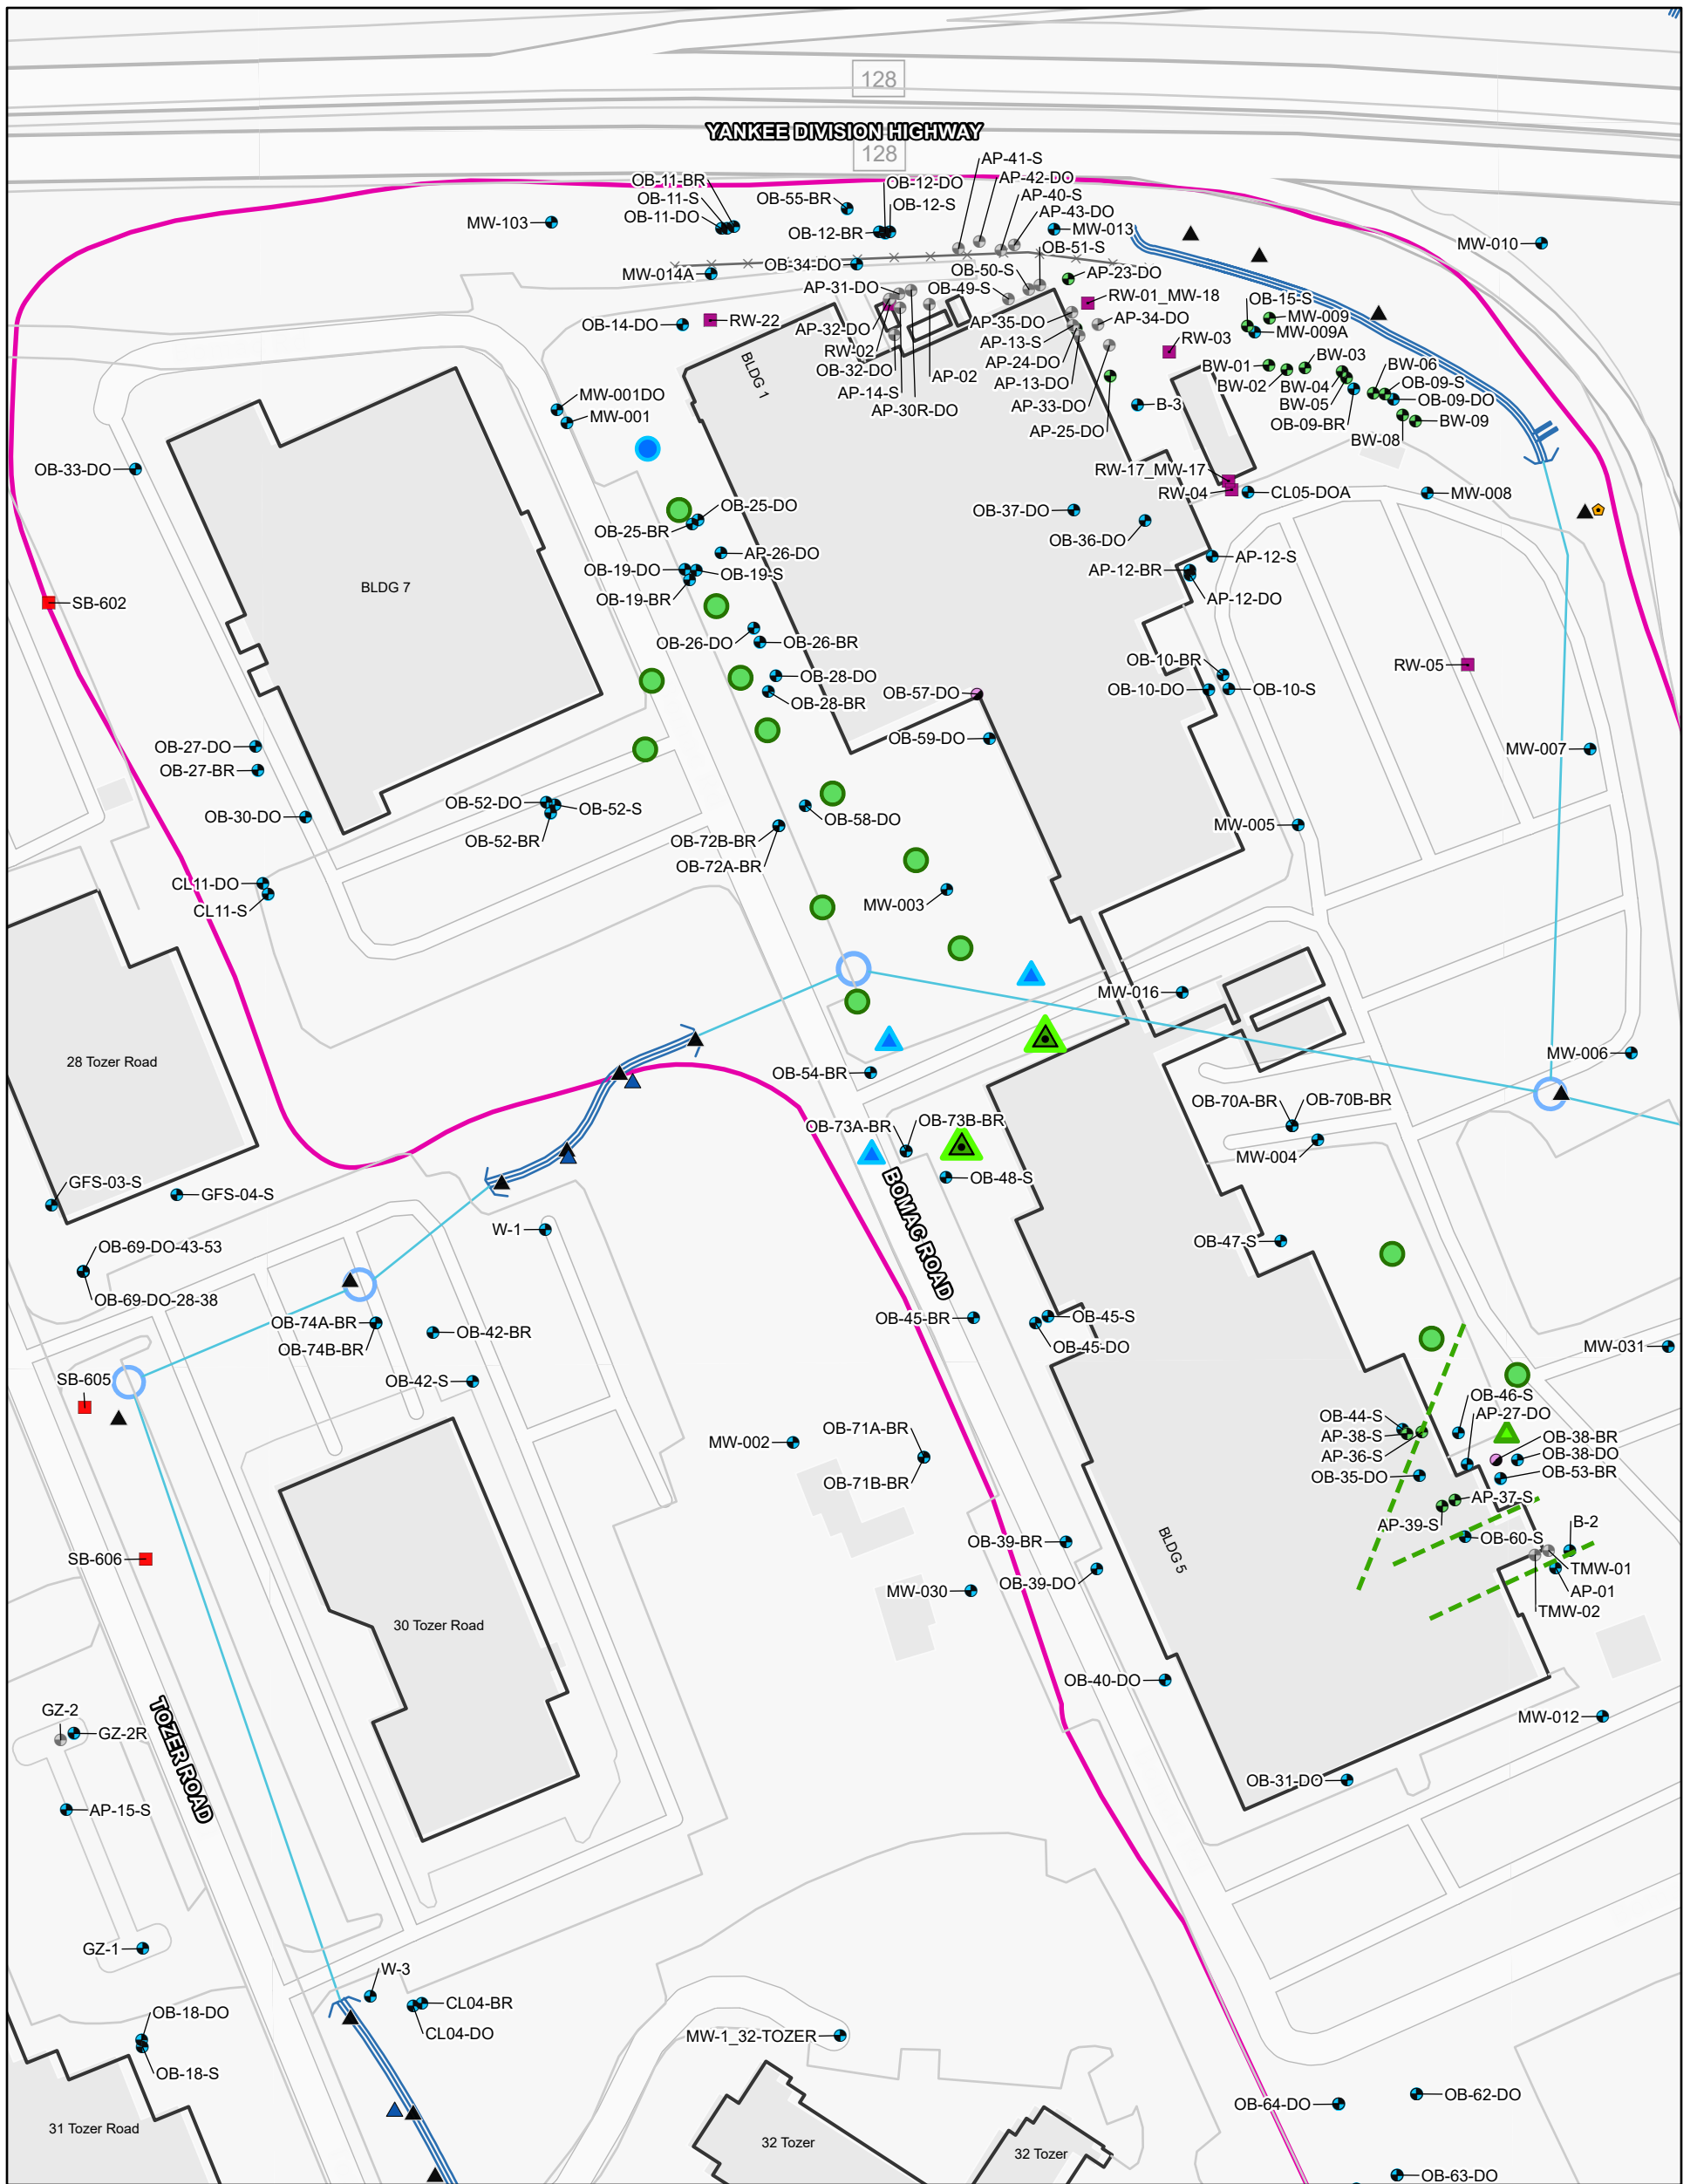 128
YANKEE DIVISION HIGHWAY
128
AP-41-S
AP-42-DO
OB-11-BR
OB-12-DO
AP-40-S
OB-11-S
OB-55-BR
OB-12-S
AP-43-DO
OB-11-DO
MW-103
OB-12-BR
MW-013
MW-010
OB-51-S
OB-34-DO
MW-014A
OB-50-S
AP-23-DO
AP-31-DO
OB-49-S
RW-01_MW-18
OB-15-S
MW-009
OB-14-DO
RW-22
AP-32-DO
AP-35-DO
AP-34-DO
MW-009A
RW-02
AP-13-S
RW-03
OB-32-DO
AP-24-DO
BW-03
BW-01
BW-06
BLDG 1
AP-02
AP-13-DO
BW-02
BW-04
OB-09-S
AP-14-S
MW-001DO
AP-33-DO
B-3
BW-05
OB-09-DO
AP-30R-DO
OB-09-BR
MW-001
AP-25-DO
BW-08
BW-09
OB-33-DO
RW-17_MW-17
RW-04
CL05-DOA
MW-008
OB-25-DO
OB-37-DO
OB-25-BR
OB-36-DO
AP-26-DO
AP-12-S
OB-19-DO
OB-19-S
AP-12-BR
BLDG 7
OB-19-BR
AP-12-DO
SB-602
OB-26-DO
OB-26-BR
OB-10-BR
RW-05
OB-28-DO
OB-57-DO
OB-10-DO
OB-10-S
OB-28-BR
OB-59-DO
OB-27-DO
MW-007
OB-27-BR
OB-52-DO
OB-52-S
OB-30-DO
OB-58-DO
MW-005
OB-52-BR
OB-72B-BR
OB-72A-BR
CL11-DO
MW-003
CL11-S
MW-016
28 Tozer Road
MW-006
OB-54-BR
OB-70A-BR
OB-70B-BR
OB-73B-BR
OB-73A-BR
MW-004
GFS-03-S
GFS-04-S
OB-48-S
BOMAC ROAD
W-1
OB-47-S
OB-69-DO-43-53
OB-69-DO-28-38
OB-74A-BR
OB-42-BR
OB-45-BR
OB-45-S
OB-74B-BR
OB-45-DO
MW-031
SB-605
OB-42-S
OB-46-S
OB-44-S
AP-27-DO
OB-71A-BR
AP-38-S
OB-38-BR
MW-002
AP-36-S
OB-38-DO
OB-35-DO
OB-53-BR
OB-71B-BR
AP-37-S
AP-39-S
B-2
OB-39-BR
OB-60-S
SB-606
BLDG 5
TMW-01
OB-39-DO
MW-030
AP-01
TMW-02
30 Tozer Road
OB-40-DO
GZ-2
GZ-2R
MW-012
TOZER ROAD
OB-31-DO
AP-15-S
GZ-1
W-3
CL04-BR
OB-18-DO
CL04-DO
MW-1_32-TOZER
OB-18-S
OB-62-DO
OB-64-DO
31 Tozer Road
32 Tozer
32 Tozer
OB-63-DO